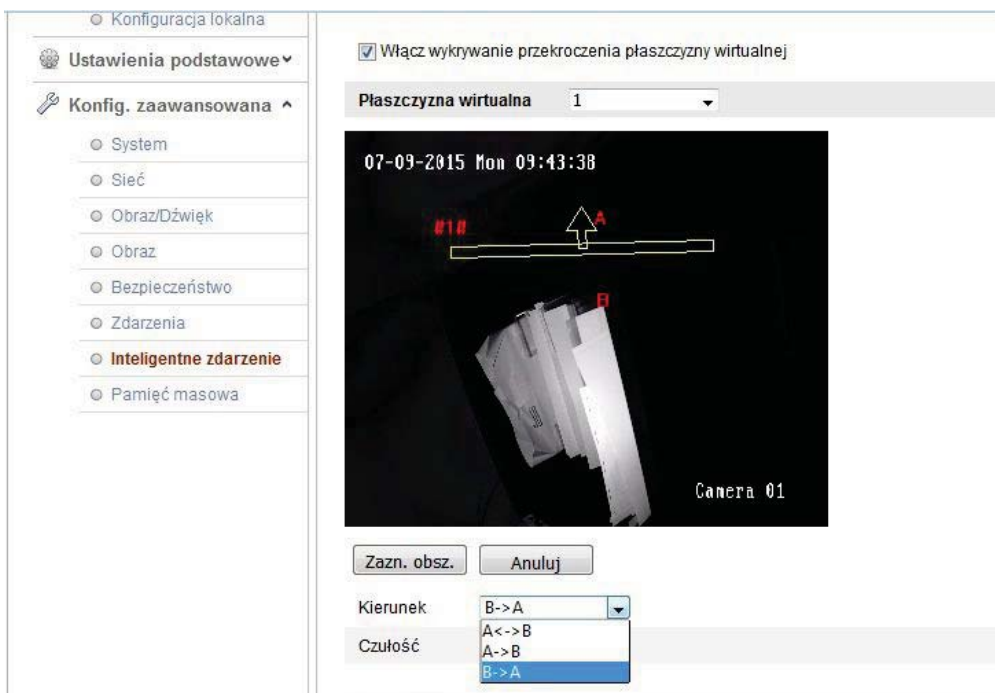 Konfiguracja lokalna
Ustawienia podstawowe
Konfig. zaawansowana
System
Sieć
Obraz/Dźwięk
Obraz
Bezpieczeństwo
Zdarzenia
Inteligentne zdarzenie
Pamięć masowa
Włącz wykrywanie przekroczenia płaszczyzny wirtualnej
Płaszczyzna wirtualna 1
07-09-2015 Mon 09:43:38
#1#
A
B
Camera 01
Zazn. obsz. Anuluj
Kierunek B->A
A<->B
Czułość
A->B
B->A